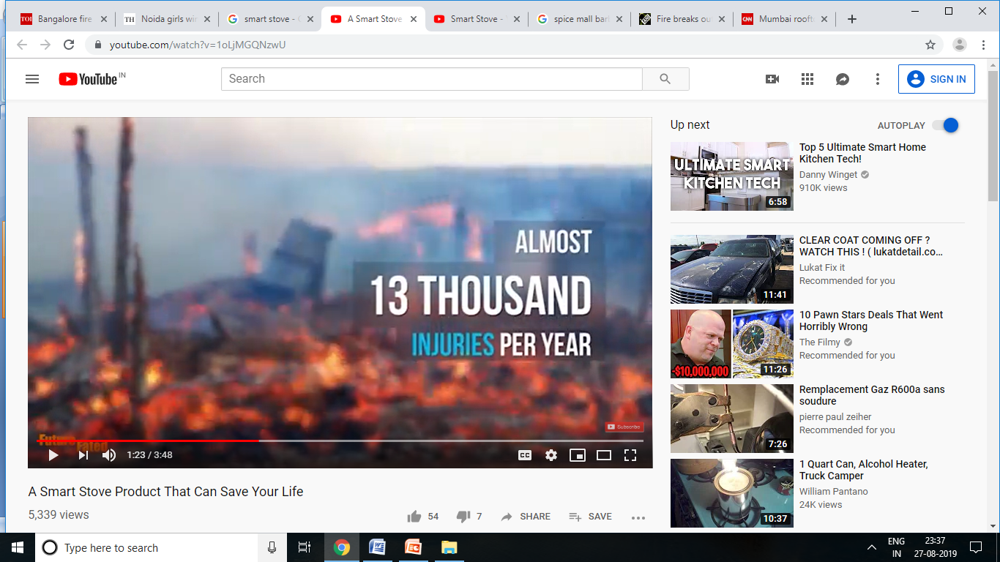 TOI Bangalore fire
TH Noida girls wi
smart stove - G
A Smart Stove
Smart Stove -
spice mall bar
Fire breaks ou
CNN Mumbai roofto
youtube.com/watch?v=1oLjMGQNzwU
YouTube IN
Search
SIGN IN
ALMOST
13 THOUSAND
INJURIES PER YEAR
Subscribe
Future
Fated
1:23 / 3:48
CC
A Smart Stove Product That Can Save Your Life
5,339 views
54
7
SHARE
SAVE
Up next
AUTOPLAY
ULTIMATE SMART
KITCHEN TECH
6:58
Top 5 Ultimate Smart Home
Kitchen Tech!
Danny Winget
910K views
11:41
CLEAR COAT COMING OFF ?
WATCH THIS ! ( lukatdetail.co...
Lukat Fix it
Recommended for you
-$10,000,000
11:26
10 Pawn Stars Deals That Went
Horribly Wrong
The Filmy
Recommended for you
7:26
Remplacement Gaz R600a sans
soudure
pierre paul zeiher
Recommended for you
10:37
1 Quart Can, Alcohol Heater,
Truck Camper
William Pantano
24K views
Type here to search
ENG
IN
23:37
27-08-2019